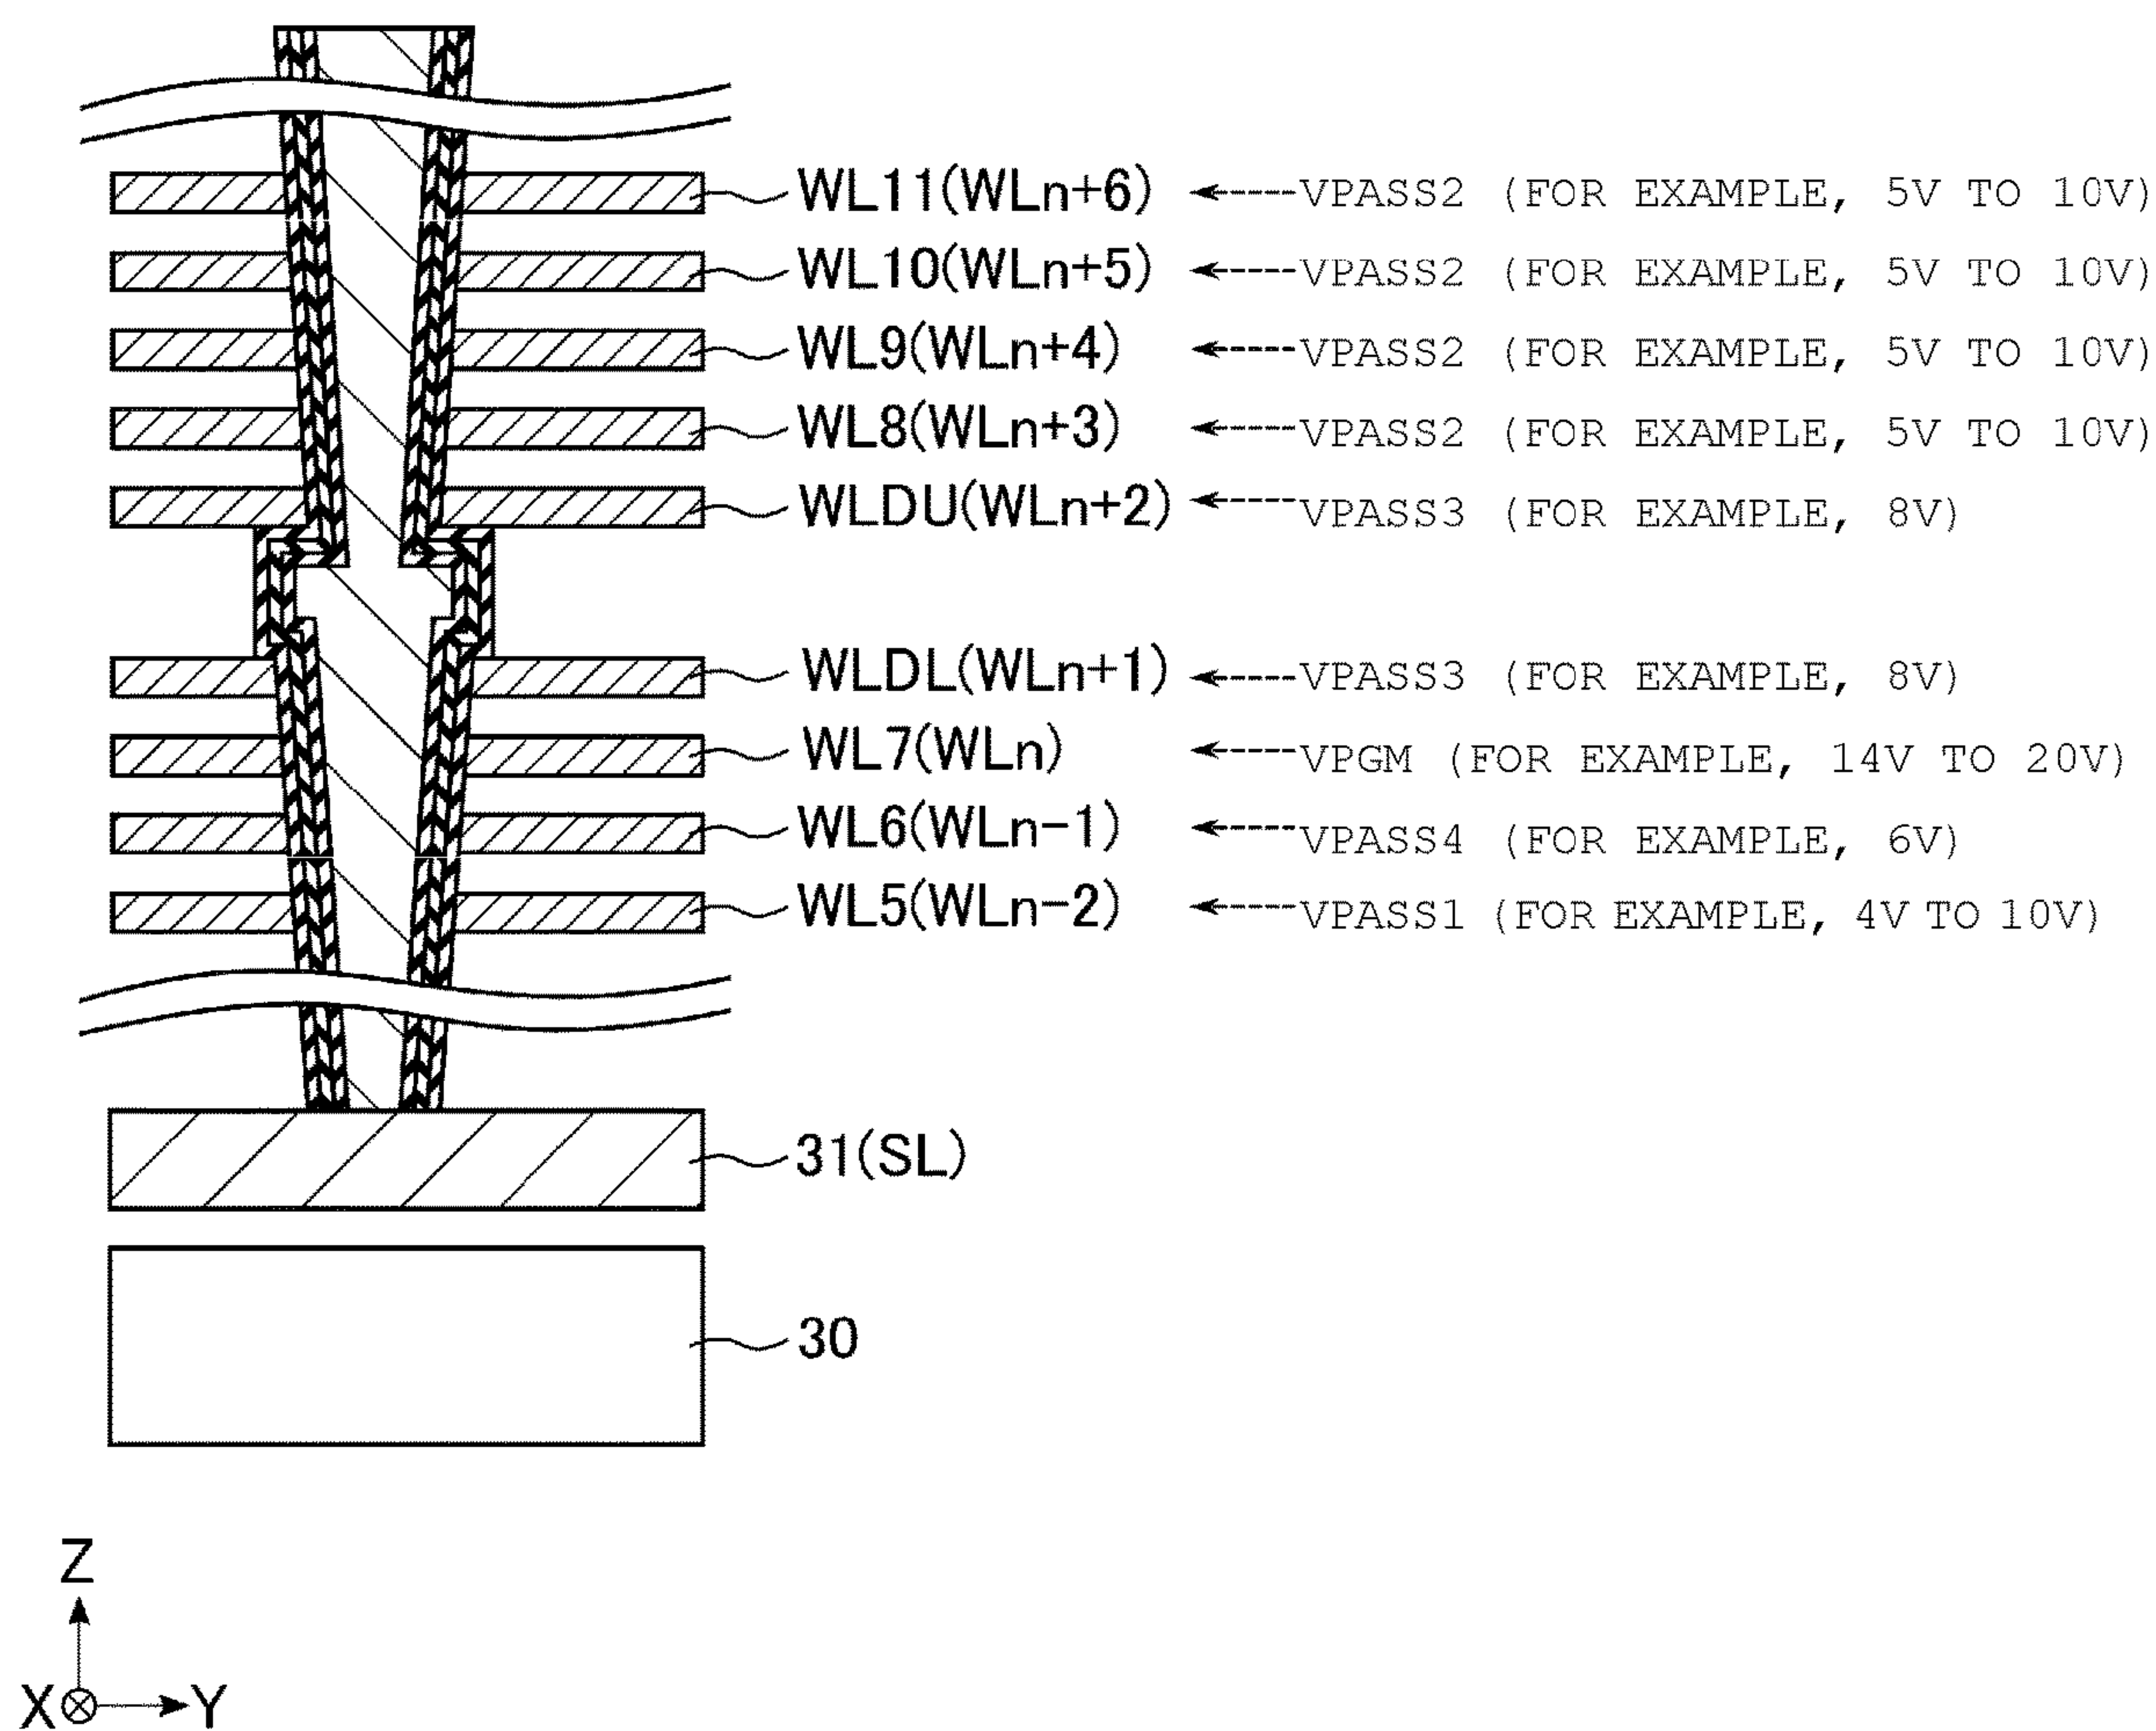 WL11(WLn+6) VPASS2 (FOR EXAMPLE, 5V TO 10V)
WL10(WLn+5) VPASS2 (FOR EXAMPLE, 5V TO 10V)
WL9(WLn+4) VPASS2 (FOR EXAMPLE, 5V TO 10V)
WL8(WLn+3) VPASS2 (FOR EXAMPLE, 5V TO 10V)
WLDU(WLn+2) VPASS3 (FOR EXAMPLE, 8V)
WLDL(WLn+1) VPASS3 (FOR EXAMPLE, 8V)
WL7(WLn) VPGM (FOR EXAMPLE, 14V TO 20V)
WL6(WLn-1) VPASS4 (FOR EXAMPLE, 6V)
WL5(WLn-2) VPASS1 (FOR EXAMPLE, 4V TO 10V)
31(SL)
30
Z
X Y